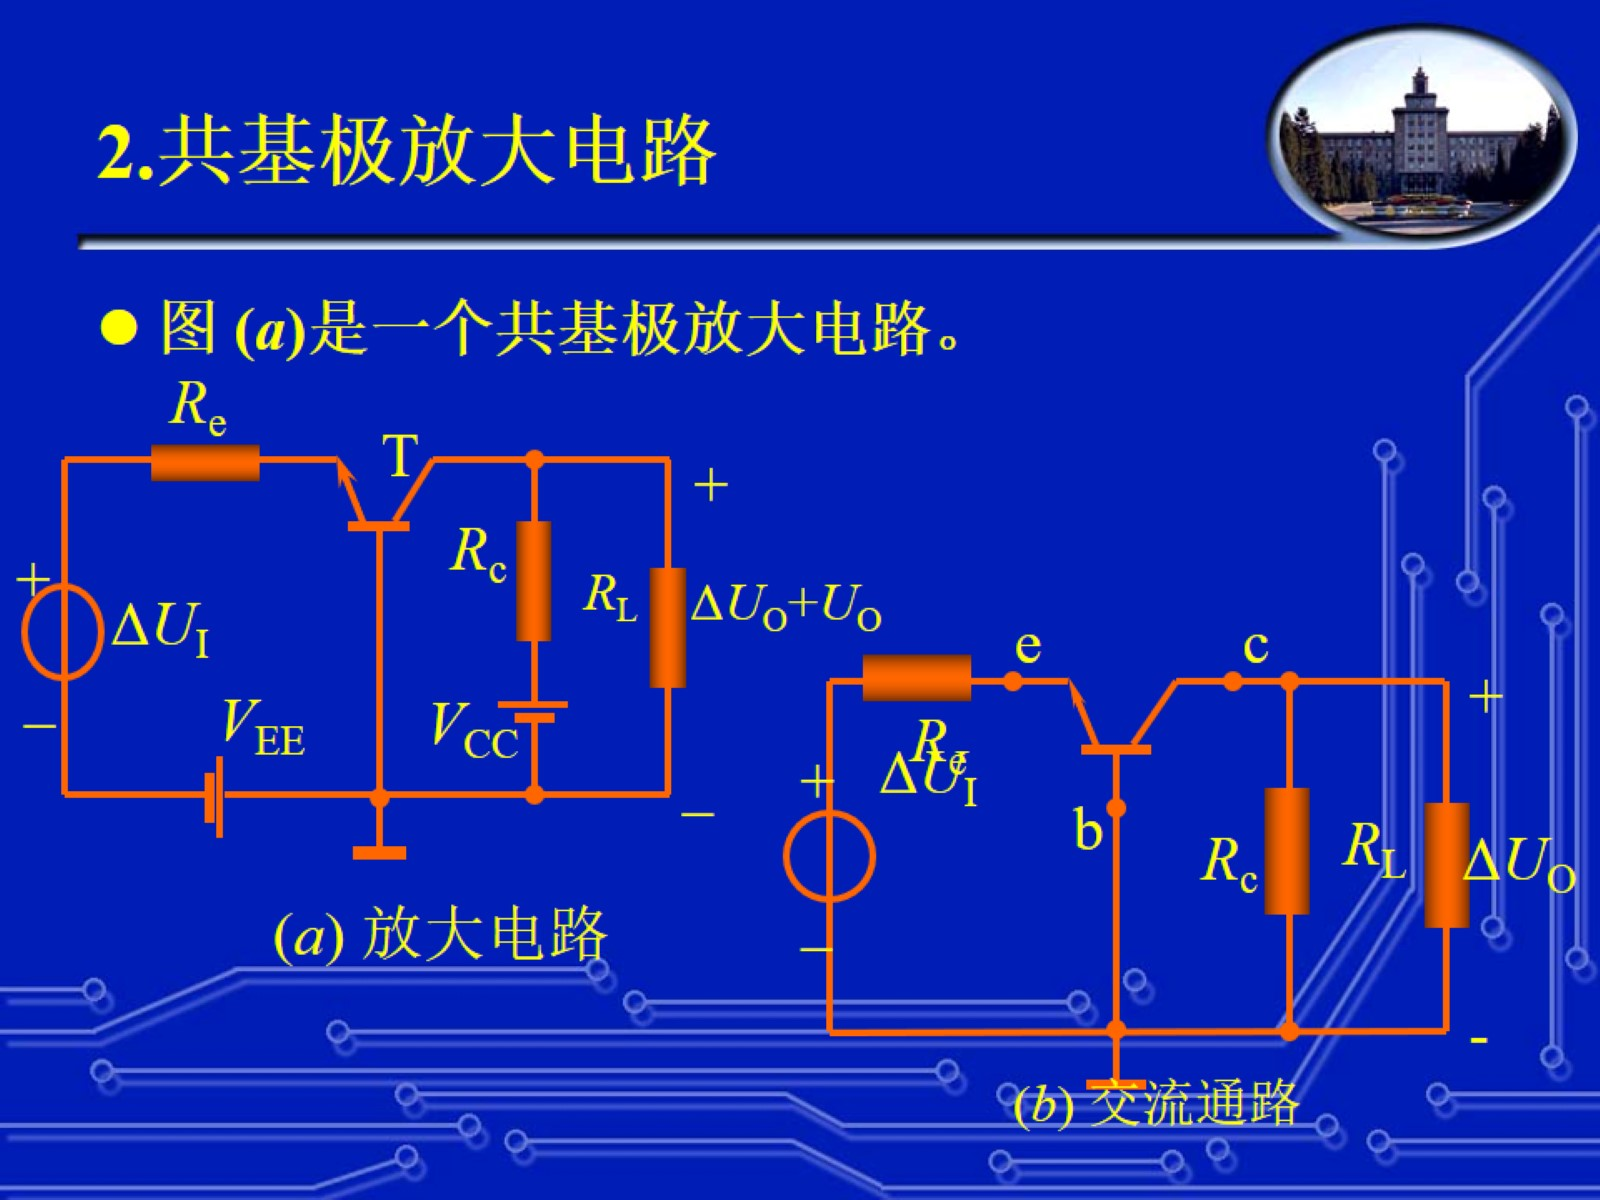 2.共基极放大电路
● 图 (a)是一个共基极放大电路。
Re
T
+
Rc
RL
ΔUO+UO
+
ΔUI
–
VEE
VCC
–
(a) 放大电路
e
c
+
Re
+
ΔUI
b
Rc
RL
ΔUO
–
-
(b) 交流通路